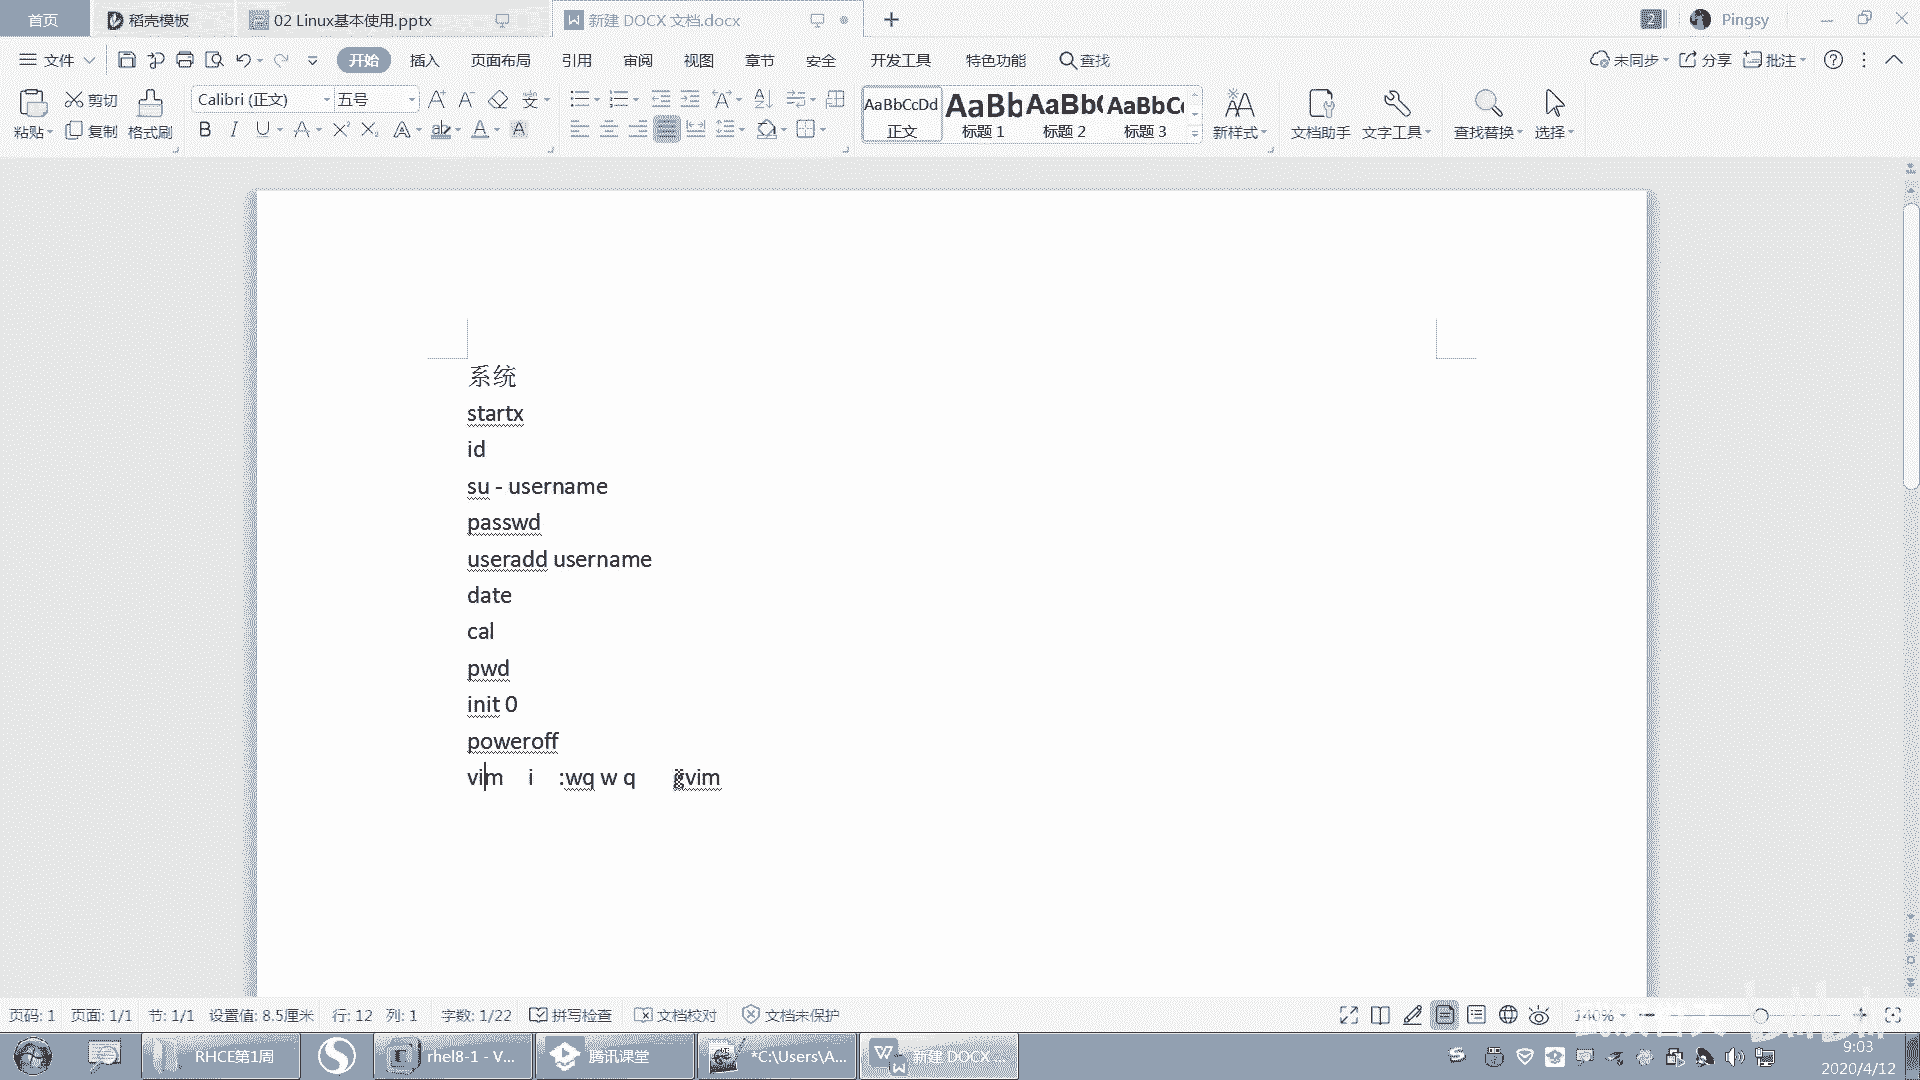 首页 稻壳模板 02 Linux基本使用.pptx 新建 DOCX 文档.docx + 2 Pingsy
文件 开始 插入 页面布局 引用 审阅 视图 章节 安全 开发工具 特色功能 查找 未同步 分享 批注
粘贴 剪切 复制 格式刷 Calibri (正文) 五号
AaBbCcDd AaBb AaBb( AaBbC
正文 标题 1 标题 2 标题 3 新样式 文档助手 文字工具 查找替换 选择
系统
startx
id
su - username
passwd
useradd username
date
cal
pwd
init 0
poweroff
vim i :wq w q gvim
页码: 1 页面: 1/1 节: 1/1 设置值: 8.5厘米 行: 12 列: 1 字数: 1/22 拼写检查 文档校对 文档未保护 140%
bilibili
RHCE第1周 rhel8-1 - V... 腾讯课堂 *C:\Users\A... 新建 DOCX ...
9:03
2020/4/12